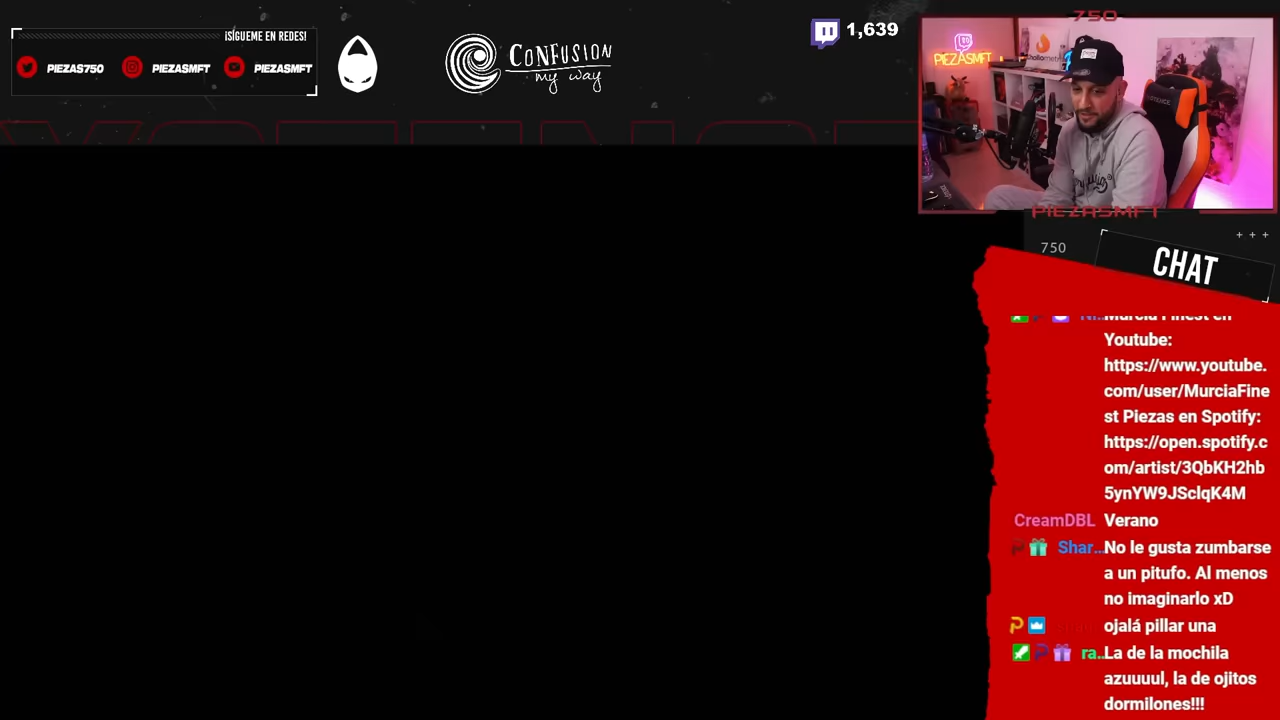 ¡SÍGUEME EN REDES!
PIEZAS750
PIEZASMFT
PIEZASMFT
CONFUSION
my way
1,639
750
PIEZASMFT
PIEZASMFT
750
CHAT
Murcia Finest en
Youtube:
https://www.youtube.
com/user/MurciaFine
st Piezas en Spotify:
https://open.spotify.c
om/artist/3QbKH2hb
5ynYW9JSclqK4M
CreamDBL Verano
Shar... No le gusta zumbarse
a un pitufo. Al menos
no imaginarlo xD
ojalá pillar una
ra... La de la mochila
azuuuul, la de ojitos
dormilones!!!